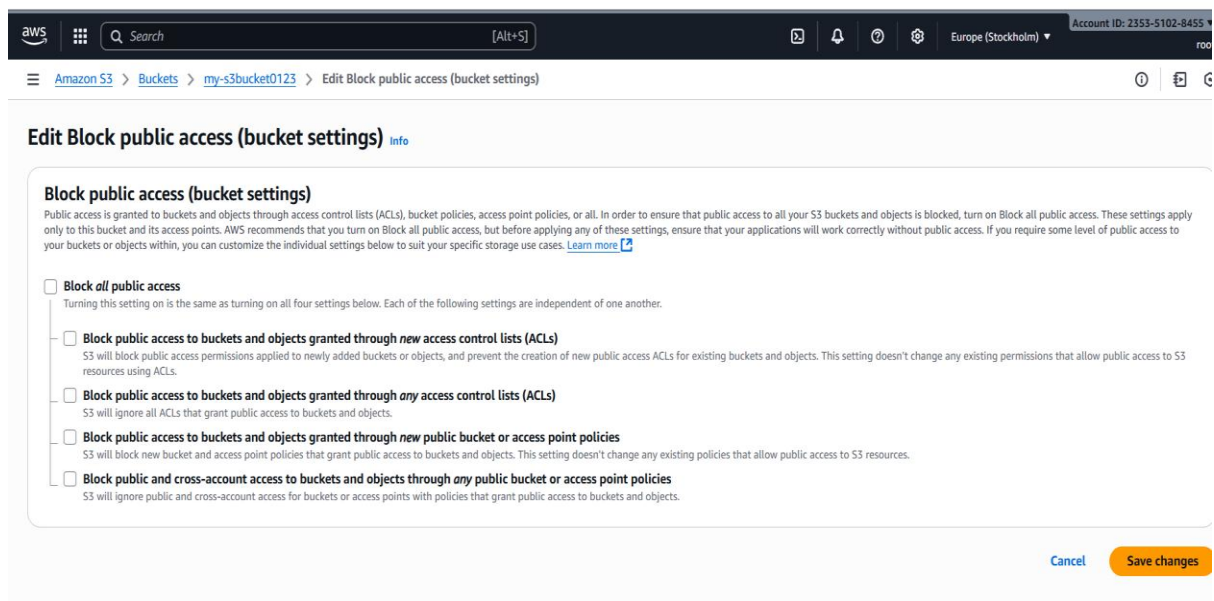 aws Search [Alt+S] Europe (Stockholm) Account ID: 2353-5102-8455
Amazon S3 > Buckets > my-s3bucket0123 > Edit Block public access (bucket settings)
Edit Block public access (bucket settings) Info
Block public access (bucket settings)
Public access is granted to buckets and objects through access control lists (ACLs), bucket policies, access point policies, or all. In order to ensure that public access to all your S3 buckets and objects is blocked, turn on Block all public access. These settings apply
only to this bucket and its access points. AWS recommends that you turn on Block all public access, but before applying any of these settings, ensure that your applications will work correctly without public access. If you require some level of public access to
your buckets or objects within, you can customize the individual settings below to suit your specific storage use cases. Learn more
Block all public access
Turning this setting on is the same as turning on all four settings below. Each of the following settings are independent of one another.
Block public access to buckets and objects granted through new access control lists (ACLs)
S3 will block public access permissions applied to newly added buckets or objects, and prevent the creation of new public access ACLs for existing buckets and objects. This setting doesn't change any existing permissions that allow public access to S3
resources using ACLs.
Block public access to buckets and objects granted through any access control lists (ACLs)
S3 will ignore all ACLs that grant public access to buckets and objects.
Block public access to buckets and objects granted through new public bucket or access point policies
S3 will block new bucket and access point policies that grant public access to buckets and objects. This setting doesn't change any existing policies that allow public access to S3 resources.
Block public and cross-account access to buckets and objects through any public bucket or access point policies
S3 will ignore public and cross-account access for buckets or access points with policies that grant public access to buckets and objects.
Cancel Save changes